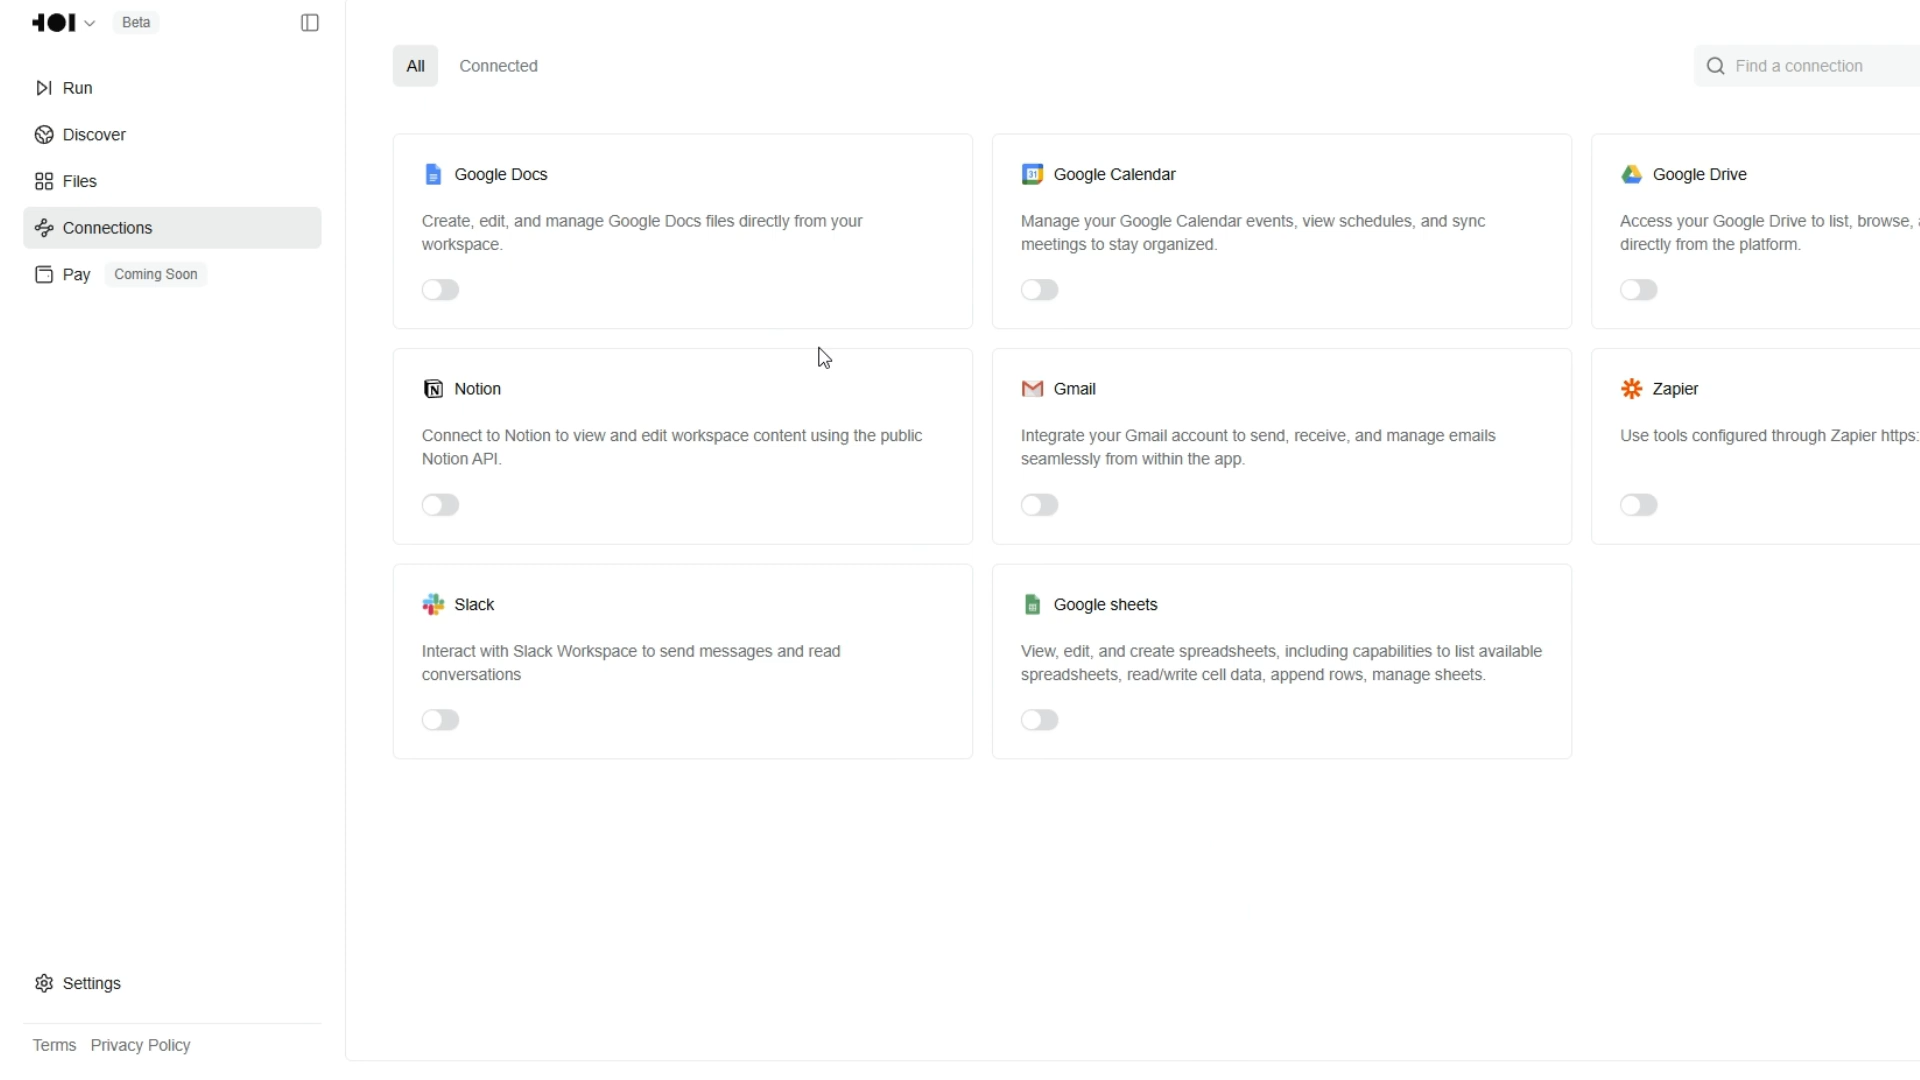 Beta
Run
Discover
Files
Connections
Pay Coming Soon
All Connected
Find a connection
Google Docs
Create, edit, and manage Google Docs files directly from your
workspace.
Google Calendar
31
Manage your Google Calendar events, view schedules, and sync
meetings to stay organized.
Google Drive
Access your Google Drive to list, browse,
directly from the platform.
Notion
Connect to Notion to view and edit workspace content using the public
Notion API.
Gmail
Integrate your Gmail account to send, receive, and manage emails
seamlessly from within the app.
Zapier
Use tools configured through Zapier https:
Slack
Interact with Slack Workspace to send messages and read
conversations
Google sheets
View, edit, and create spreadsheets, including capabilities to list available
spreadsheets, read/write cell data, append rows, manage sheets.
Settings
Terms Privacy Policy